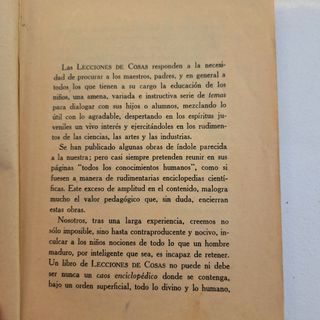 Las LECCIONES DE COSAS responden a la necesi-
dad de procurar a los maestros, padres, y en general a
todos los que tienen a su cargo la educación de los
niños, una amena, variada e instructiva serie de temas
para dialogar con sus hijos o alumnos, mezclando lo
útil con lo agradable, despertando en los espíritus ju-
veniles un vivo interés y ejercitándoles en los rudimen-
tos de las ciencias, las artes y las industrias.
Se han publicado algunas obras de índole parecida
a la nuestra; pero casi siempre pretenden reunir en sus
páginas "todos los conocimientos humanos", como si
fuesen a manera de rudimentarias enciclopedias cientí-
ficas. Este exceso de amplitud en el contenido, malogra
mucho el valor pedagógico que, sin duda, encierran
estas obras.
Nosotros, tras una larga experiencia, creemos no
sólo imposible, sino hasta contraproducente y nocivo, in-
culcar a los niños nociones de todo lo que un hombre
maduro, por inteligente que sea, es incapaz de retener.
Un libro de LECCIONES DE COSAS no puede ni debe
ser nunca un caos enciclopédico donde se contenga,
bajo un orden superficial, todo lo divino y lo humano,